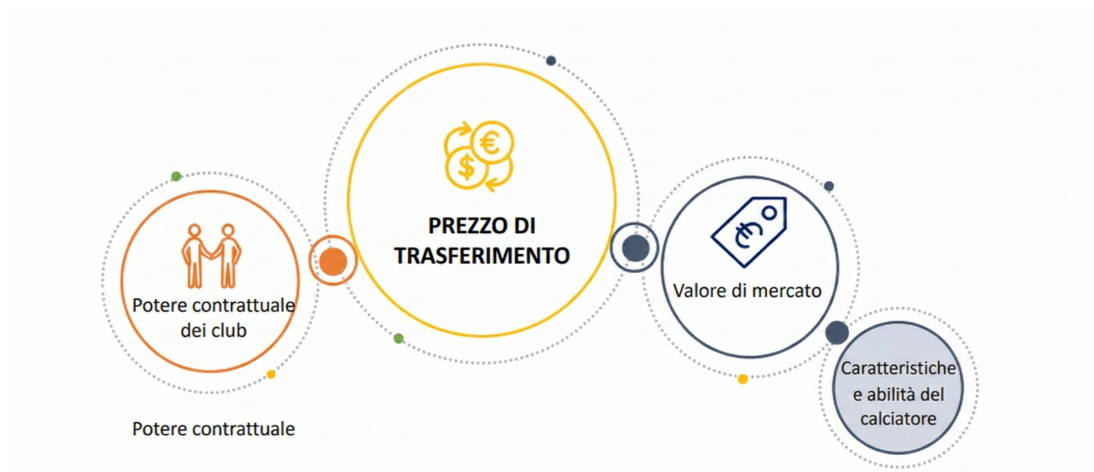 PREZZO DI
TRASFERIMENTO
Potere contrattuale
dei club
Valore di mercato
Caratteristiche
e abilità del
calciatore
Potere contrattuale
€
$
€